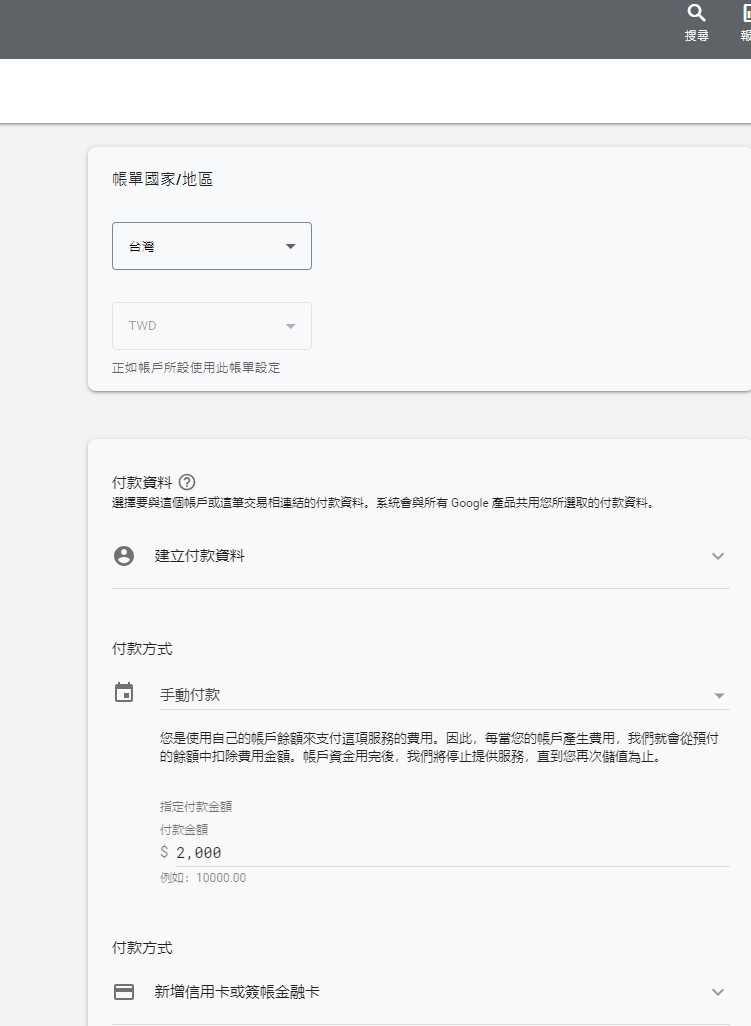 搜尋
帳單國家/地區
台灣
TWD
正如帳戶所設使用此帳單設定
付款資料
選擇要與這個帳戶或這筆交易相連結的付款資料。系統會與所有 Google 產品共用您所選取的付款資料。
建立付款資料
付款方式
手動付款
您是使用自己的帳戶餘額來支付這項服務的費用。因此，每當您的帳戶產生費用，我們就會從預付
的餘額中扣除費用金額。帳戶資金用完後，我們將停止提供服務，直到您再次儲值為止。
指定付款金額
付款金額
$ 2,000
例如：10000.00
付款方式
新增信用卡或簽帳金融卡